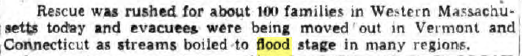 Rescue was rushed for about 100 families in Western Massachu-
setts today and evacuees were being moved out in Vermont and
Connecticut as streams boiled to flood stage in many regions.